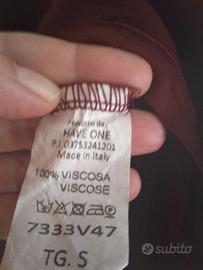 Prodotto da
HAVE ONE
P.I. 03753241201
Made in Italy
100% VISCOSA
VISCOSE
7333V47
TG. S
subito